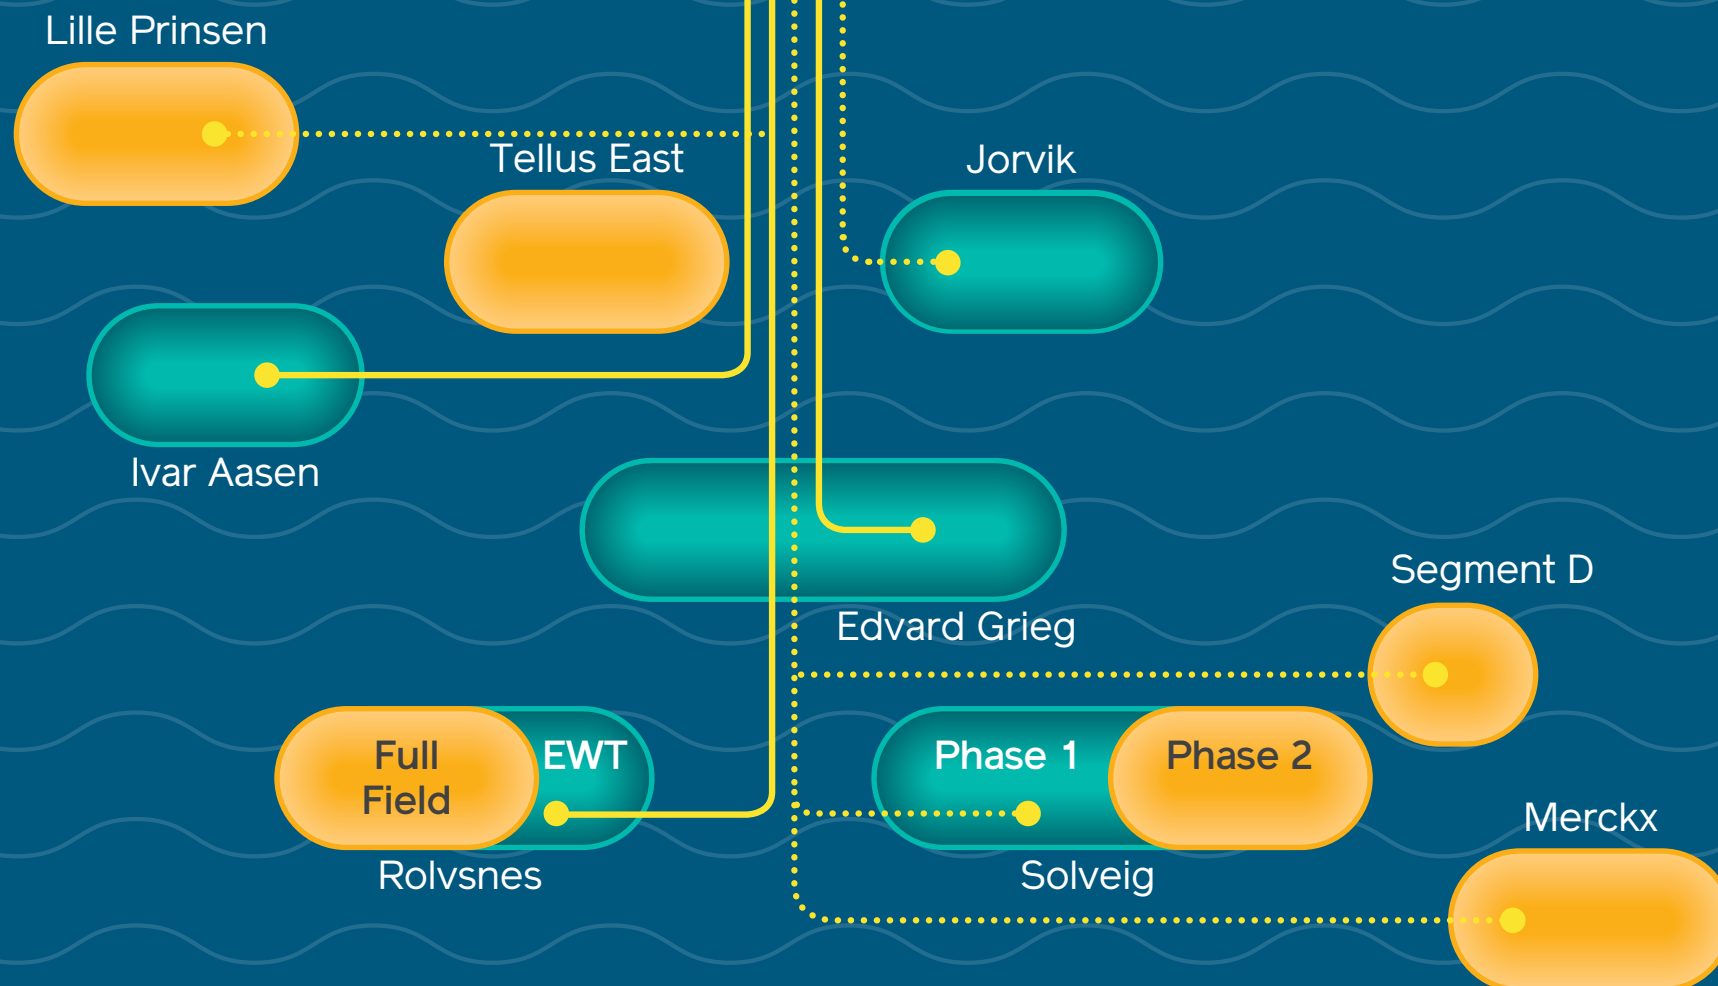 Lille Prinsen
Tellus East
Jorvik
Ivar Aasen
Edvard Grieg
Segment D
Full
Field
EWT
Rolvsnes
Phase 1
Phase 2
Solveig
Merckx